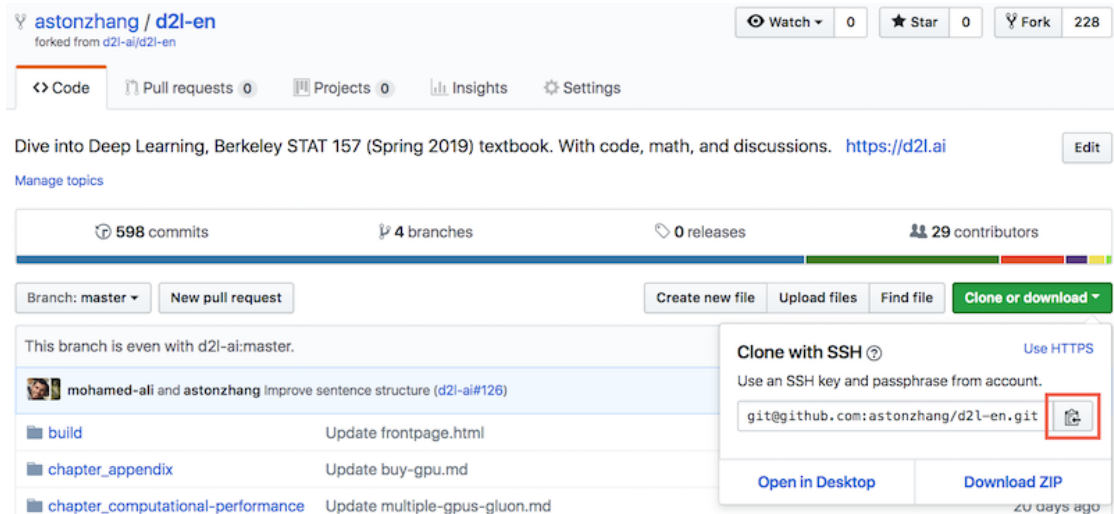 astonzhang / d2l-en
forked from d2l-ai/d2l-en
Watch 0 Star 0 Fork 228
Code Pull requests 0 Projects 0 Insights Settings
Dive into Deep Learning, Berkeley STAT 157 (Spring 2019) textbook. With code, math, and discussions. https://d2l.ai Edit
Manage topics
598 commits 4 branches 0 releases 29 contributors
Branch: master New pull request Create new file Upload files Find file Clone or download
This branch is even with d2l-ai:master.
mohamed-ali and astonzhang Improve sentence structure (d2l-ai#126)
build Update frontpage.html
chapter_appendix Update buy-gpu.md
chapter_computational-performance Update multiple-gpus-gluon.md 20 days ago
Clone with SSH ? Use HTTPS
Use an SSH key and passphrase from account.
git@github.com:astonzhang/d2l-en.git
Open in Desktop Download ZIP